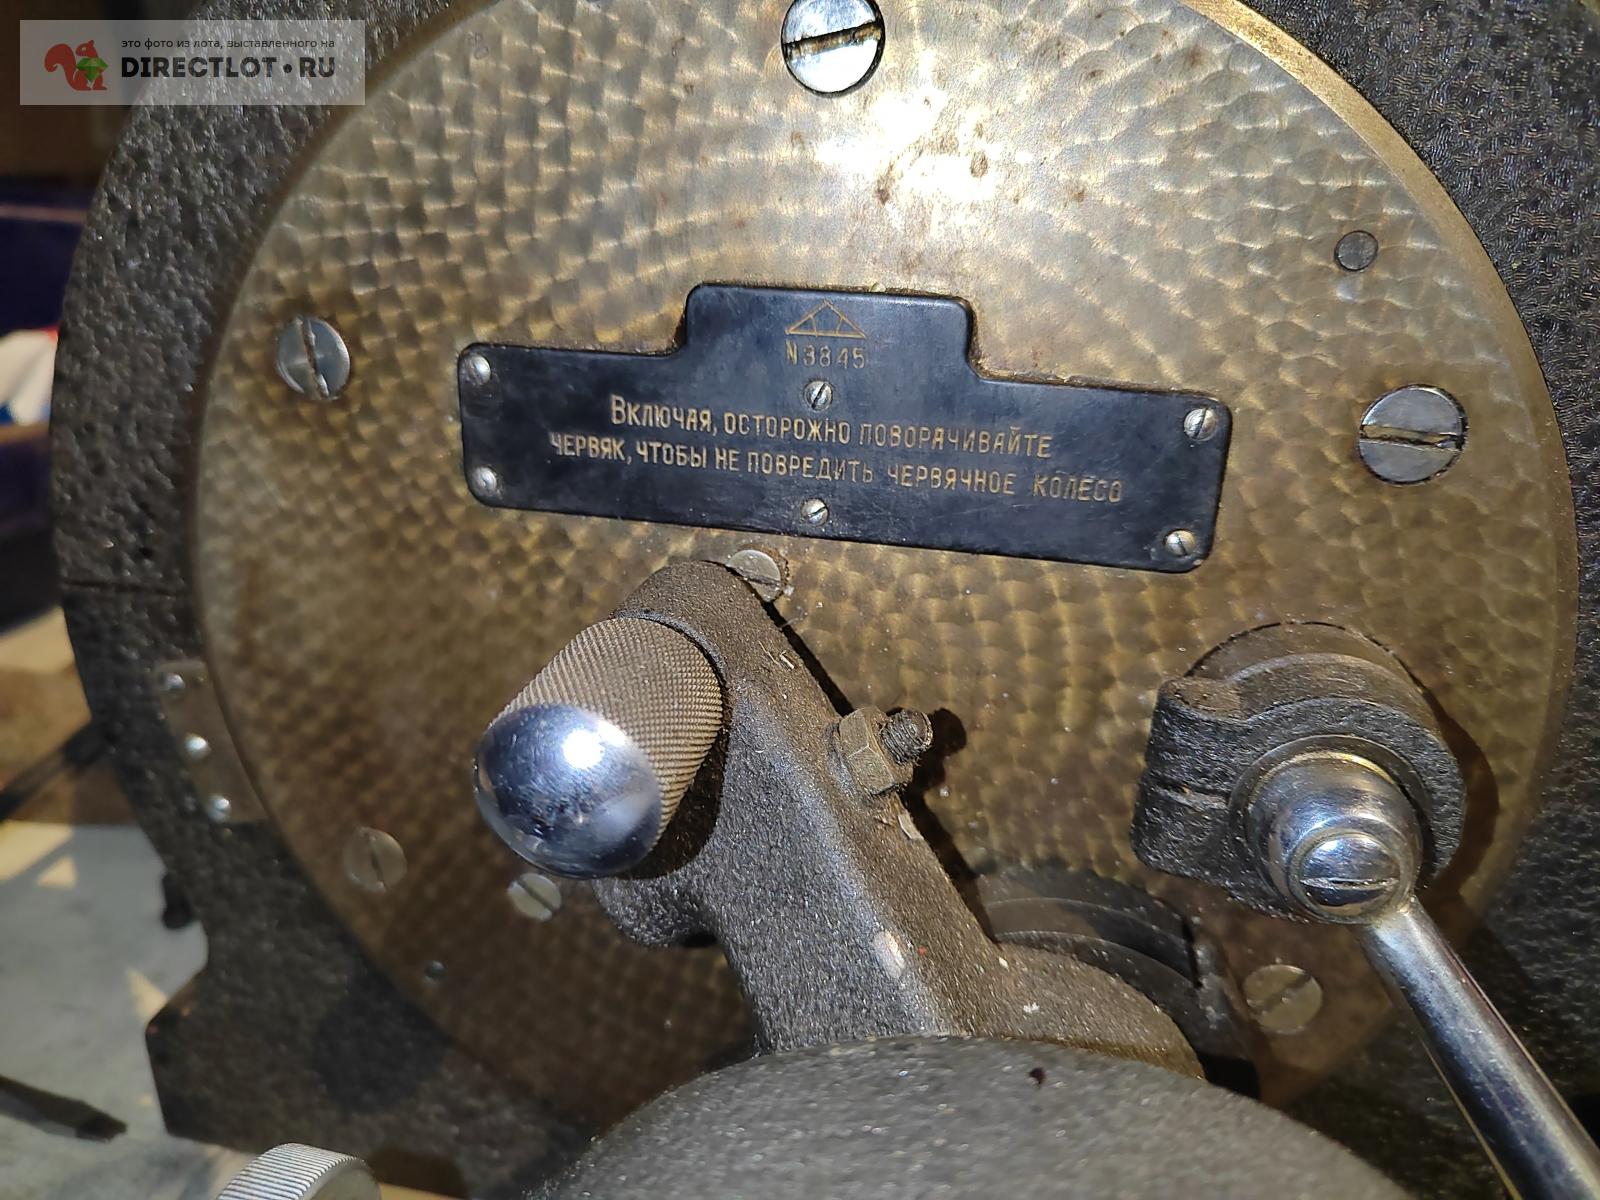 это фото из лота, выставленного на
DIRECTLOT•RU
N3845
Включая, осторожно поворачивайте
червяк, чтобы не повредить червячное колесо